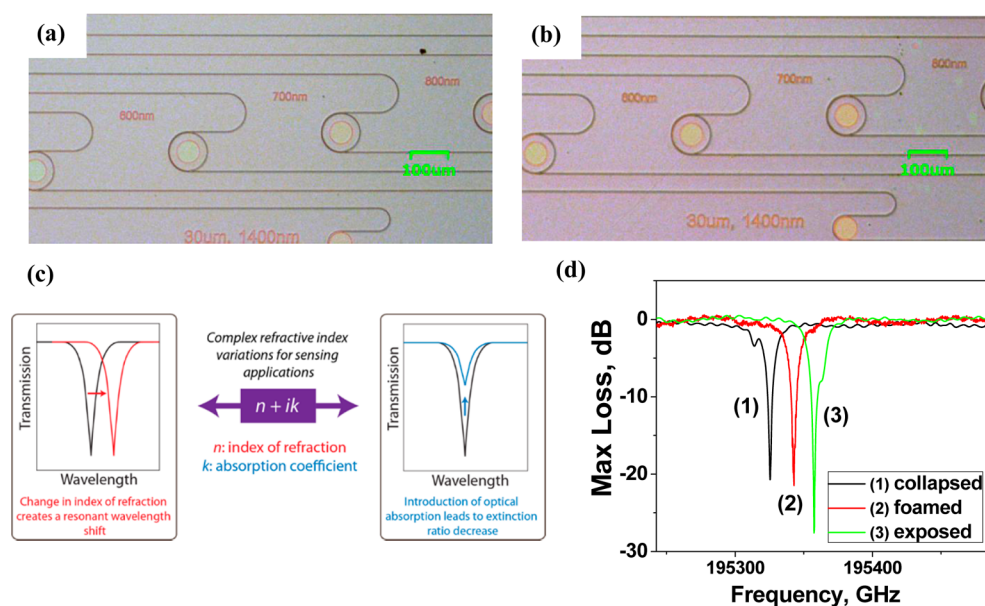 (a)
800nm
700nm
600nm
100um
30um, 1400nm
(b)
800nm
700nm
600nm
100um
30um, 1400nm
(c)
Transmission
Wavelength
Change in index of refraction
creates a resonant wavelength
shift
Complex refractive index
variations for sensing
applications
n + ik
n: index of refraction
k: absorption coefficient
Transmission
Wavelength
Introduction of optical
absorption leads to extinction
ratio decrease
(d)
Max Loss, dB
0
-10
-20
-30
(1)
(2)
(3)
(1) collapsed
(2) foamed
(3) exposed
195300
195400
Frequency, GHz